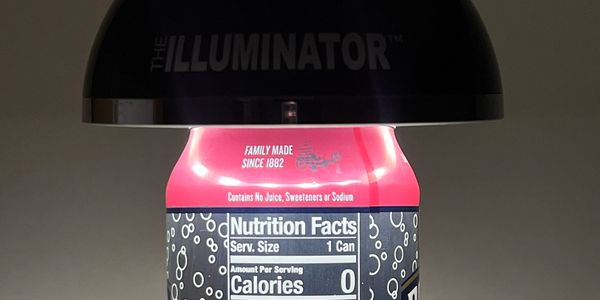 THE ILLUMINATOR™
FAMILY MADE
SINCE 1882
Contains No Juice, Sweeteners or Sodium
Nutrition Facts
Serv. Size 1 Can
Amount Per Serving
Calories 0